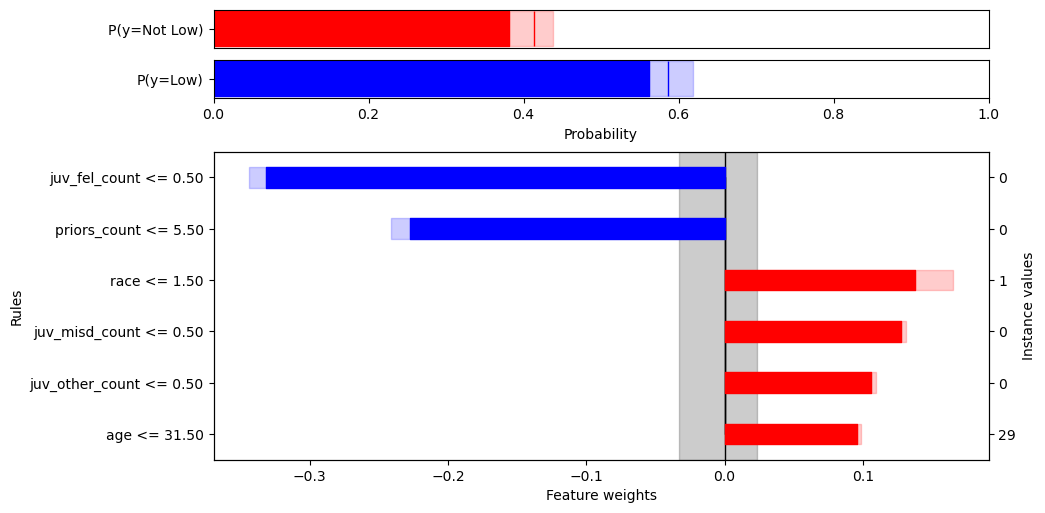 P(y=Not Low)
P(y=Low)
0.0 0.2 0.4 0.6 0.8 1.0
Probability
juv_fel_count <= 0.50 0
priors_count <= 5.50 0
race <= 1.50 1
juv_misd_count <= 0.50 0
juv_other_count <= 0.50 0
age <= 31.50 29
Rules
Instance values
−0.3 −0.2 −0.1 0.0 0.1
Feature weights